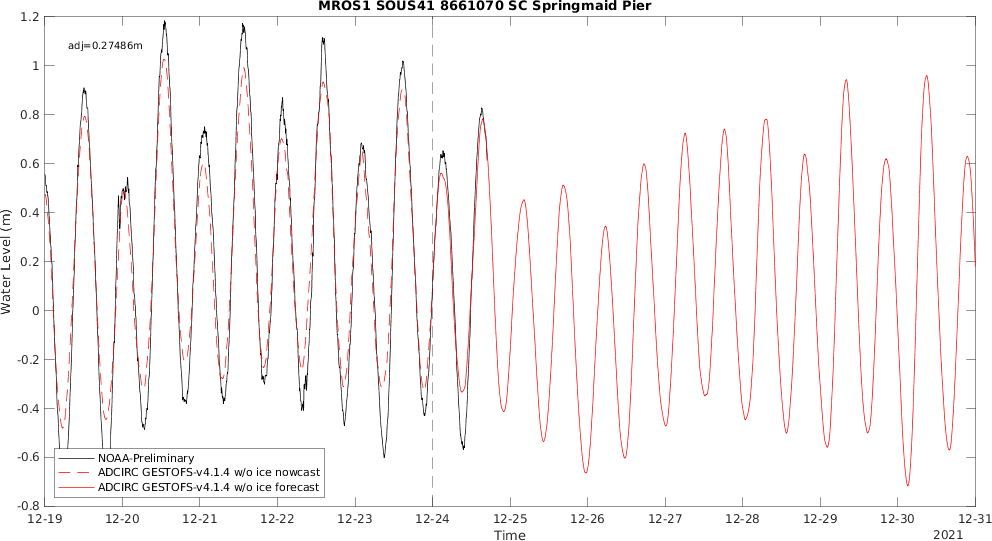 MROS1 SOUS41 8661070 SC Springmaid Pier
1.2
adj=0.27486m
1
0.8
0.6
0.4
0.2
0
-0.2
-0.4
-0.6
-0.8
Water Level (m)
NOAA-Preliminary
ADCIRC GESTOFS-v4.1.4 w/o ice nowcast
ADCIRC GESTOFS-v4.1.4 w/o ice forecast
12-19 12-20 12-21 12-22 12-23 12-24 12-25 12-26 12-27 12-28 12-29 12-30 12-31
Time
2021